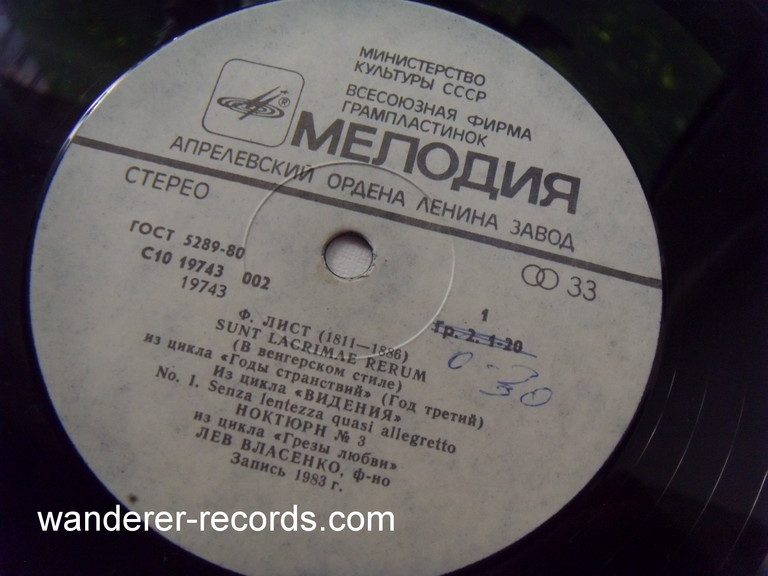 МИНИСТЕРСТВО
КУЛЬТУРЫ СССР
ВСЕСОЮЗНАЯ ФИРМА
ГРАМПЛАСТИНОК
®
МЕЛОДИЯ
АПРЕЛЕВСКИЙ ОРДЕНА ЛЕНИНА ЗАВОД
СТЕРЕО
33
ГОСТ 5289-80
С10 19743 002
19743
1
Гр. 2-1-20
0-30
Ф. ЛИСТ (1811—1886)
SUNT LACRIMAE RERUM
(В венгерском стиле)
из цикла «Годы странствий» (Год третий)
Из цикла «ВИДЕНИЯ»
No. 1. Senza lentezza quasi allegretto
НОКТЮРН № 3
из цикла «Грезы любви»
ЛЕВ ВЛАСЕНКО, ф-но
Запись 1983 г.
wanderer-records.com